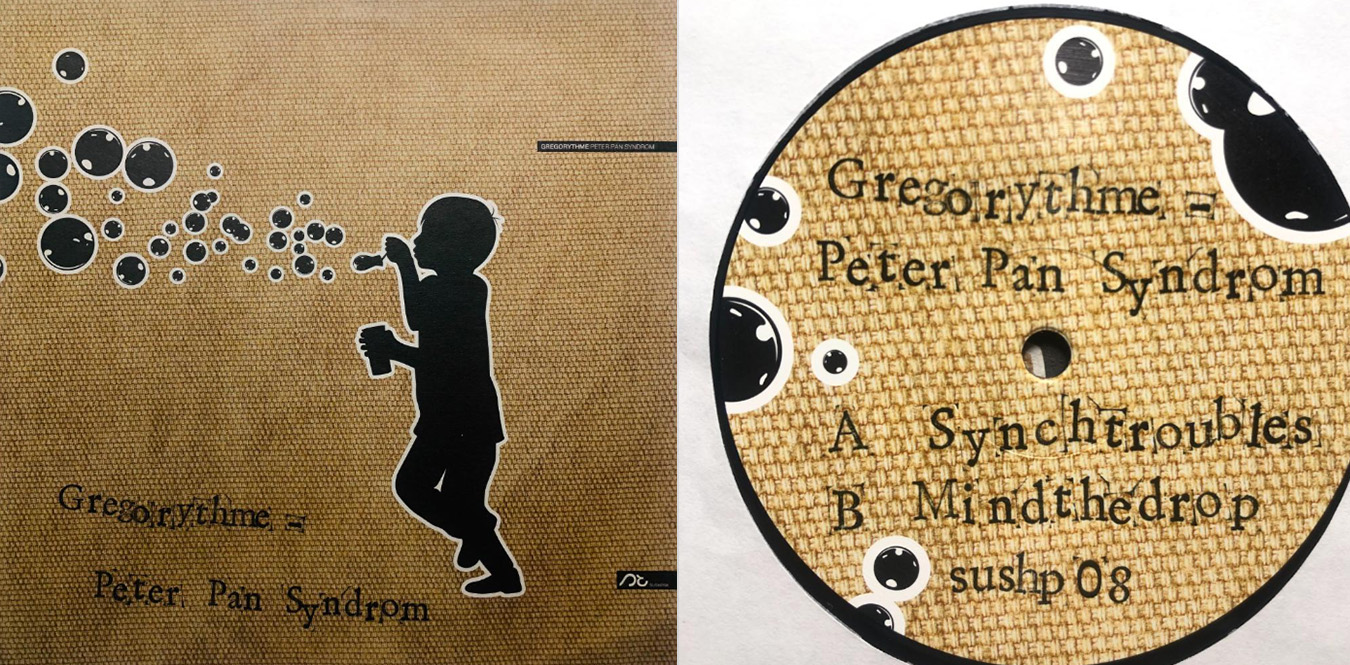 GREGORYTHME PETER PAN SYNDROM
Gregorythme =
Peter Pan Syndrom
Gregorythme =
Peter Pan Syndrom
A Synchtroubles
B Mindthedrop
sushp 08